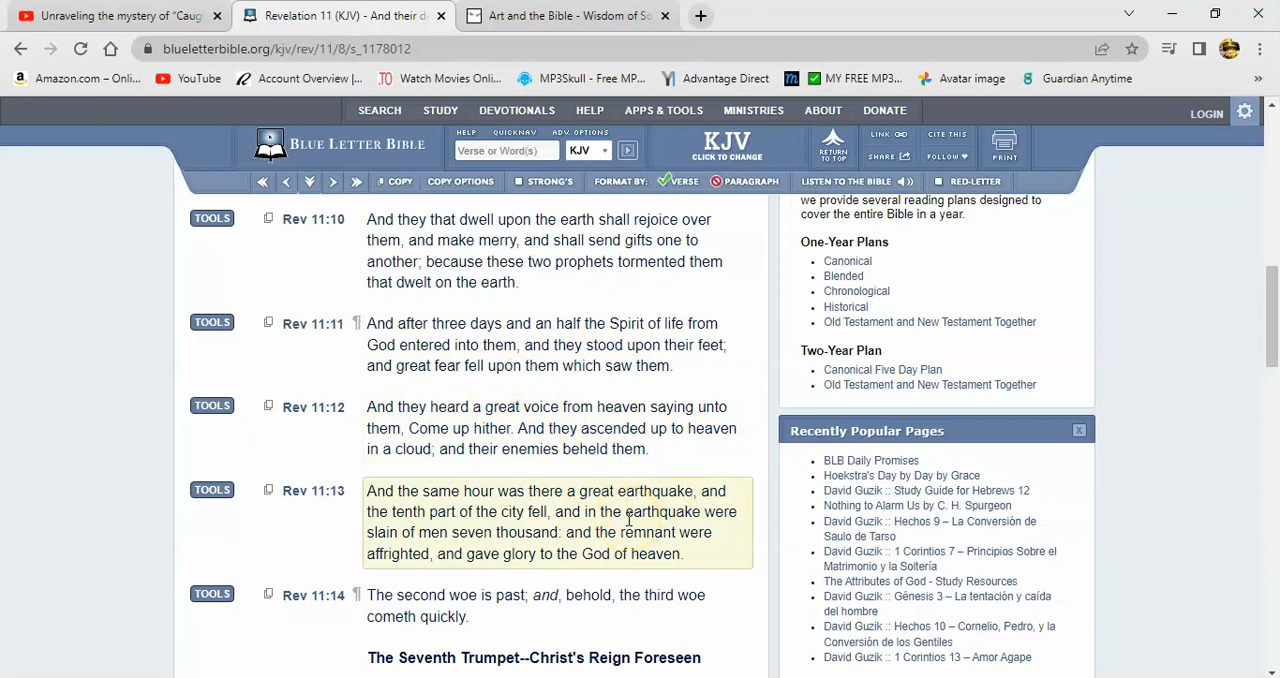 Unraveling the mystery of "Caug
Revelation 11 (KJV) - And their d
Art and the Bible - Wisdom of So
blueletterbible.org/kjv/rev/11/8/s_1178012
Amazon.com – Onli...
YouTube
Account Overview |...
Watch Movies Onli...
MP3Skull - Free MP...
Advantage Direct
MY FREE MP3...
Avatar image
Guardian Anytime
SEARCH
STUDY
DEVOTIONALS
HELP
APPS & TOOLS
MINISTRIES
ABOUT
DONATE
LOGIN
BLUE LETTER BIBLE
HELP
QUICKNAV
ADV. OPTIONS
Verse or Word(s)
KJV
KJV
CLICK TO CHANGE
RETURN
TO TOP
LINK
CITE THIS
SHARE
FOLLOW
PRINT
COPY
COPY OPTIONS
STRONG'S
FORMAT BY:
VERSE
PARAGRAPH
LISTEN TO THE BIBLE
RED-LETTER
TOOLS
Rev 11:10
And they that dwell upon the earth shall rejoice over
them, and make merry, and shall send gifts one to
another; because these two prophets tormented them
that dwelt on the earth.
TOOLS
Rev 11:11
¶ And after three days and an half the Spirit of life from
God entered into them, and they stood upon their feet;
and great fear fell upon them which saw them.
TOOLS
Rev 11:12
And they heard a great voice from heaven saying unto
them, Come up hither. And they ascended up to heaven
in a cloud; and their enemies beheld them.
TOOLS
Rev 11:13
And the same hour was there a great earthquake, and
the tenth part of the city fell, and in the earthquake were
slain of men seven thousand: and the remnant were
affrighted, and gave glory to the God of heaven.
TOOLS
Rev 11:14
¶ The second woe is past; and, behold, the third woe
cometh quickly.
The Seventh Trumpet--Christ's Reign Foreseen
we provide several reading plans designed to
cover the entire Bible in a year.
One-Year Plans
Canonical
Blended
Chronological
Historical
Old Testament and New Testament Together
Two-Year Plan
Canonical Five Day Plan
Old Testament and New Testament Together
Recently Popular Pages
BLB Daily Promises
Hoekstra's Day by Day by Grace
David Guzik :: Study Guide for Hebrews 12
Nothing to Alarm Us by C. H. Spurgeon
David Guzik :: Hechos 9 – La Conversión de
Saulo de Tarso
David Guzik :: 1 Corintios 7 – Principios Sobre el
Matrimonio y la Soltería
The Attributes of God - Study Resources
David Guzik :: Génesis 3 – La tentación y caída
del hombre
David Guzik :: Hechos 10 – Cornelio, Pedro, y la
Conversión de los Gentiles
David Guzik :: 1 Corintios 13 – Amor Agape